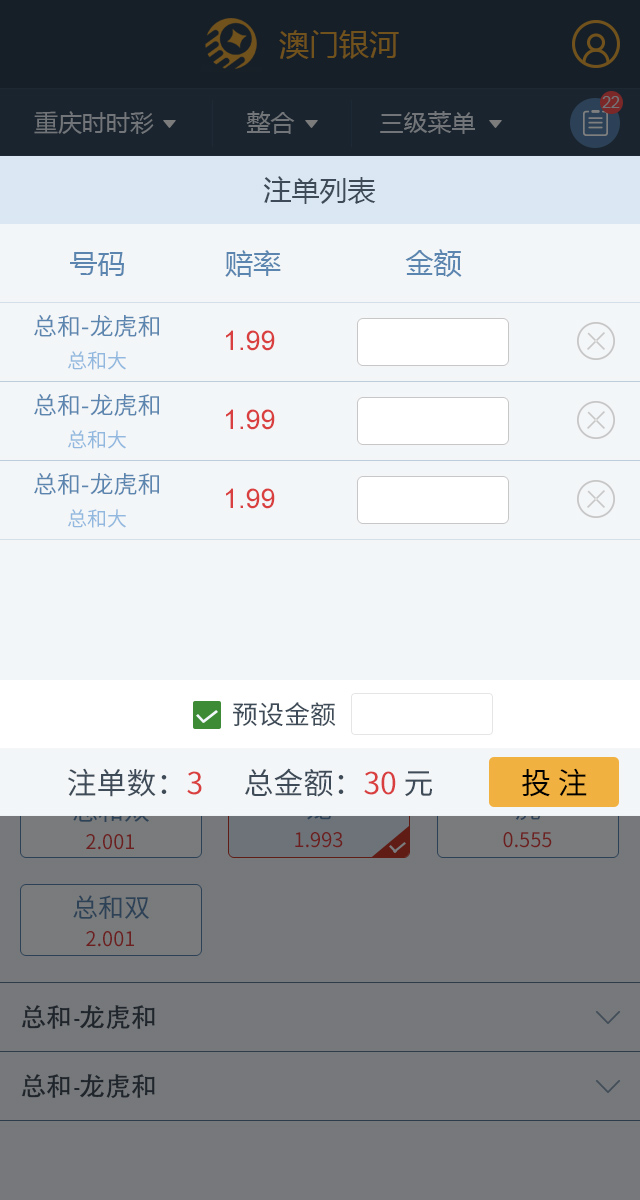 澳门银河
重庆时时彩 整合 三级菜单 22
注单列表
号码 赔率 金额
总和-龙虎和 1.99
总和大
总和-龙虎和 1.99
总和大
总和-龙虎和 1.99
总和大
预设金额
注单数：3 总金额：30 元 投 注
2.001 1.993 0.555
总和双
2.001
总和-龙虎和
总和-龙虎和